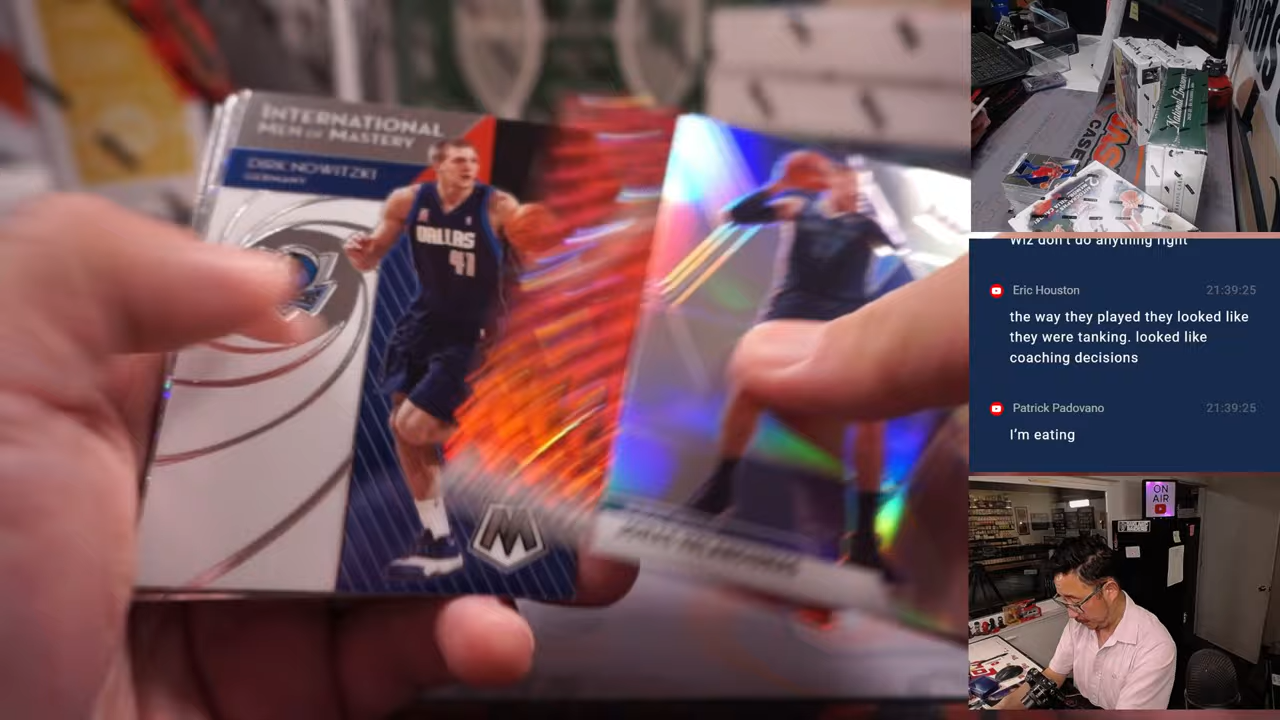 INTERNATIONAL
MEN OF MASTERY
DIRK NOWITZKI
GERMANY
DALLAS
41
M
Wiz don't do anything right
Eric Houston 21:39:25
the way they played they looked like
they were tanking. looked like
coaching decisions
Patrick Padovano 21:39:25
I'm eating
ON
AIR
CASE